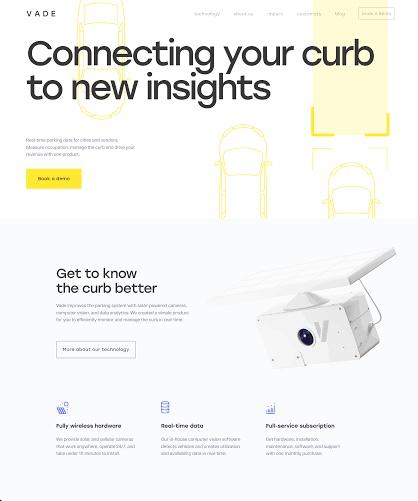 VADE
technology about us impact customers blog Book a demo
Connecting your curb
to new insights
Real-time parking data for cities and vendors.
Measure occupation, manage the curb and drive your
revenue with one product.
Book a demo
Get to know
the curb better
Vade improves the parking system with solar-powered cameras,
computer vision, and data analytics. We created a simple product
for you to efficiently monitor and manage the curb in real-time.
More about our technology
Fully wireless hardware
Real-time data
Full-service subscription
We provide solar and cellular cameras
that work anywhere, operate 24/7, and
take under 10 minutes to install.
Our in-house computer vision software
detects vehicles and creates utilization
and availability data in real-time.
Get hardware, installation,
maintenance, software, and support
with one monthly purchase.